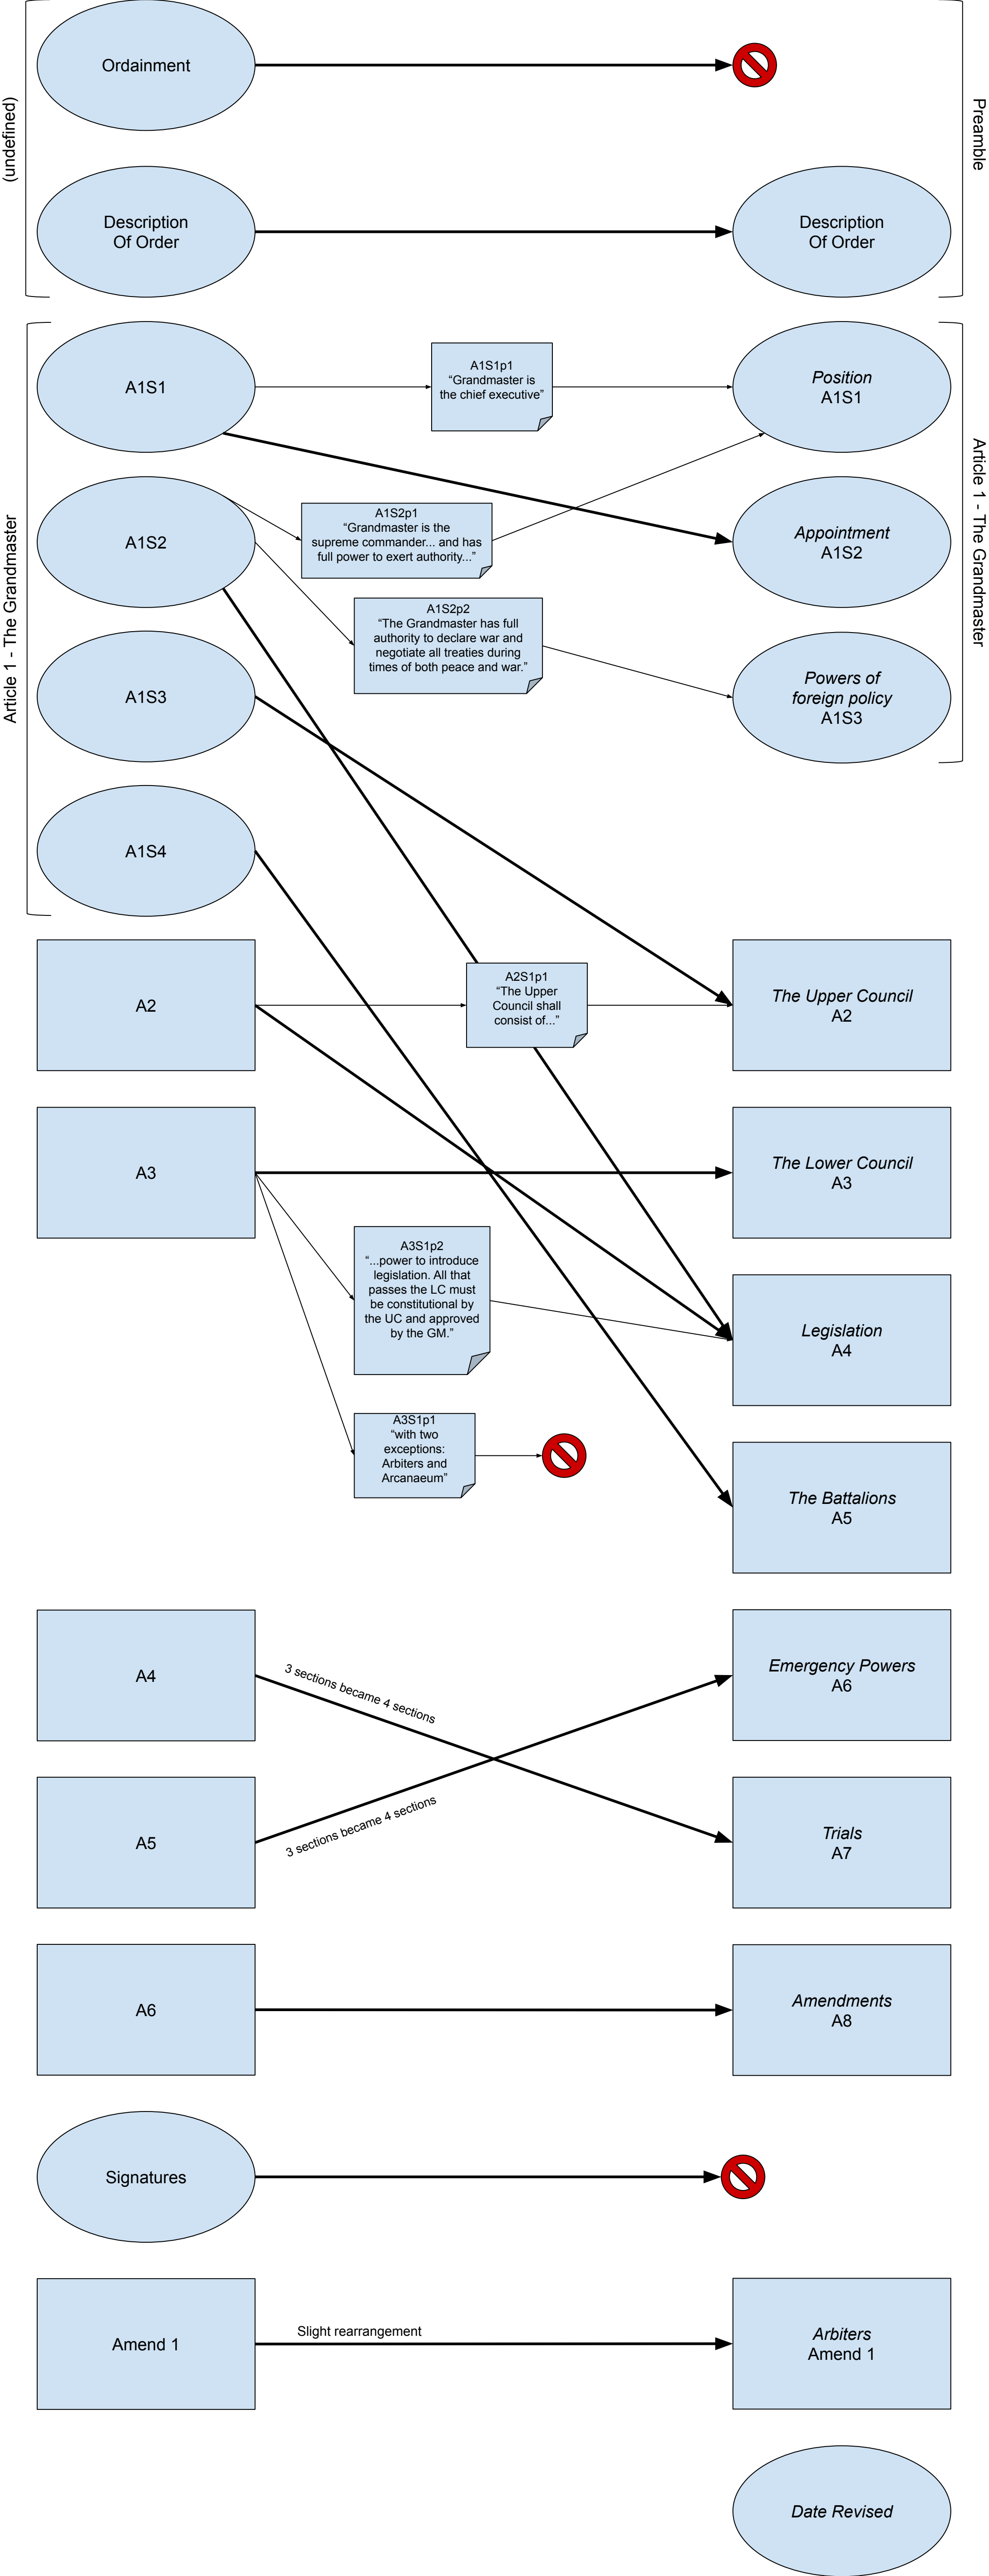 (undefined)
Ordainment
Preamble
Description
Of Order
Description
Of Order
Article 1 - The Grandmaster
A1S1
A1S1p1
“Grandmaster is
the chief executive”
Position
A1S1
Article 1 - The Grandmaster
A1S2
A1S2p1
“Grandmaster is the
supreme commander... and has
full power to exert authority...”
Appointment
A1S2
A1S2p2
“The Grandmaster has full
authority to declare war and
negotiate all treaties during
times of both peace and war.”
A1S3
Powers of
foreign policy
A1S3
A1S4
A2
A2S1p1
“The Upper
Council shall
consist of...”
The Upper Council
A2
A3
The Lower Council
A3
A3S1p2
“...power to introduce
legislation. All that
passes the LC must
be constitutional by
the UC and approved
by the GM.”
Legislation
A4
A3S1p1
“with two
exceptions:
Arbiters and
Arcanaeum”
The Battalions
A5
A4
3 sections became 4 sections
Emergency Powers
A6
A5
3 sections became 4 sections
Trials
A7
A6
Amendments
A8
Signatures
Amend 1
Slight rearrangement
Arbiters
Amend 1
Date Revised